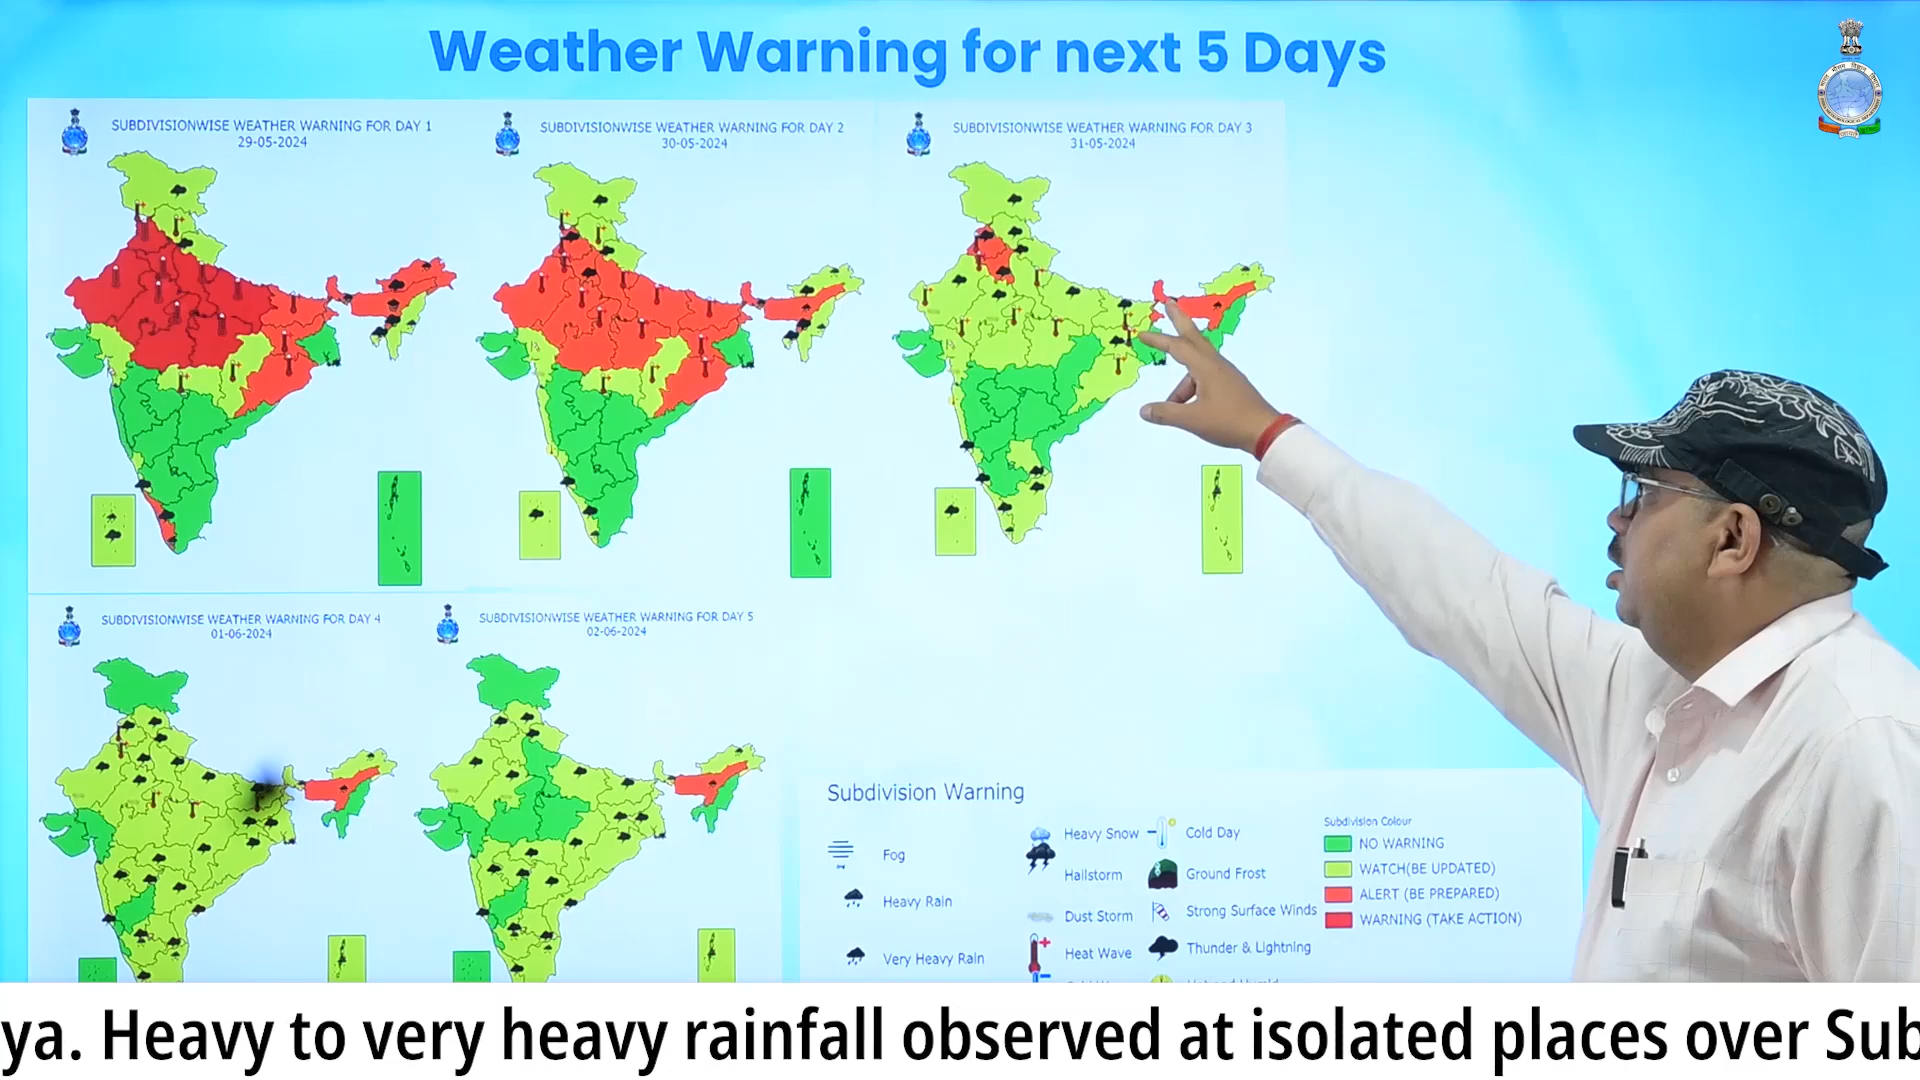 Weather Warning for next 5 Days
SUBDIVISIONWISE WEATHER WARNING FOR DAY 1
29-05-2024
SUBDIVISIONWISE WEATHER WARNING FOR DAY 2
30-05-2024
SUBDIVISIONWISE WEATHER WARNING FOR DAY 3
31-05-2024
SUBDIVISIONWISE WEATHER WARNING FOR DAY 4
01-06-2024
SUBDIVISIONWISE WEATHER WARNING FOR DAY 5
02-06-2024
Subdivision Warning
Fog
Heavy Rain
Very Heavy Rain
Heavy Snow
Hailstorm
Dust Storm
Heat Wave
Cold Day
Ground Frost
Strong Surface Winds
Thunder & Lightning
Subdivision Colour
NO WARNING
WATCH(BE UPDATED)
ALERT (BE PREPARED)
WARNING (TAKE ACTION)
ya. Heavy to very heavy rainfall observed at isolated places over Sub